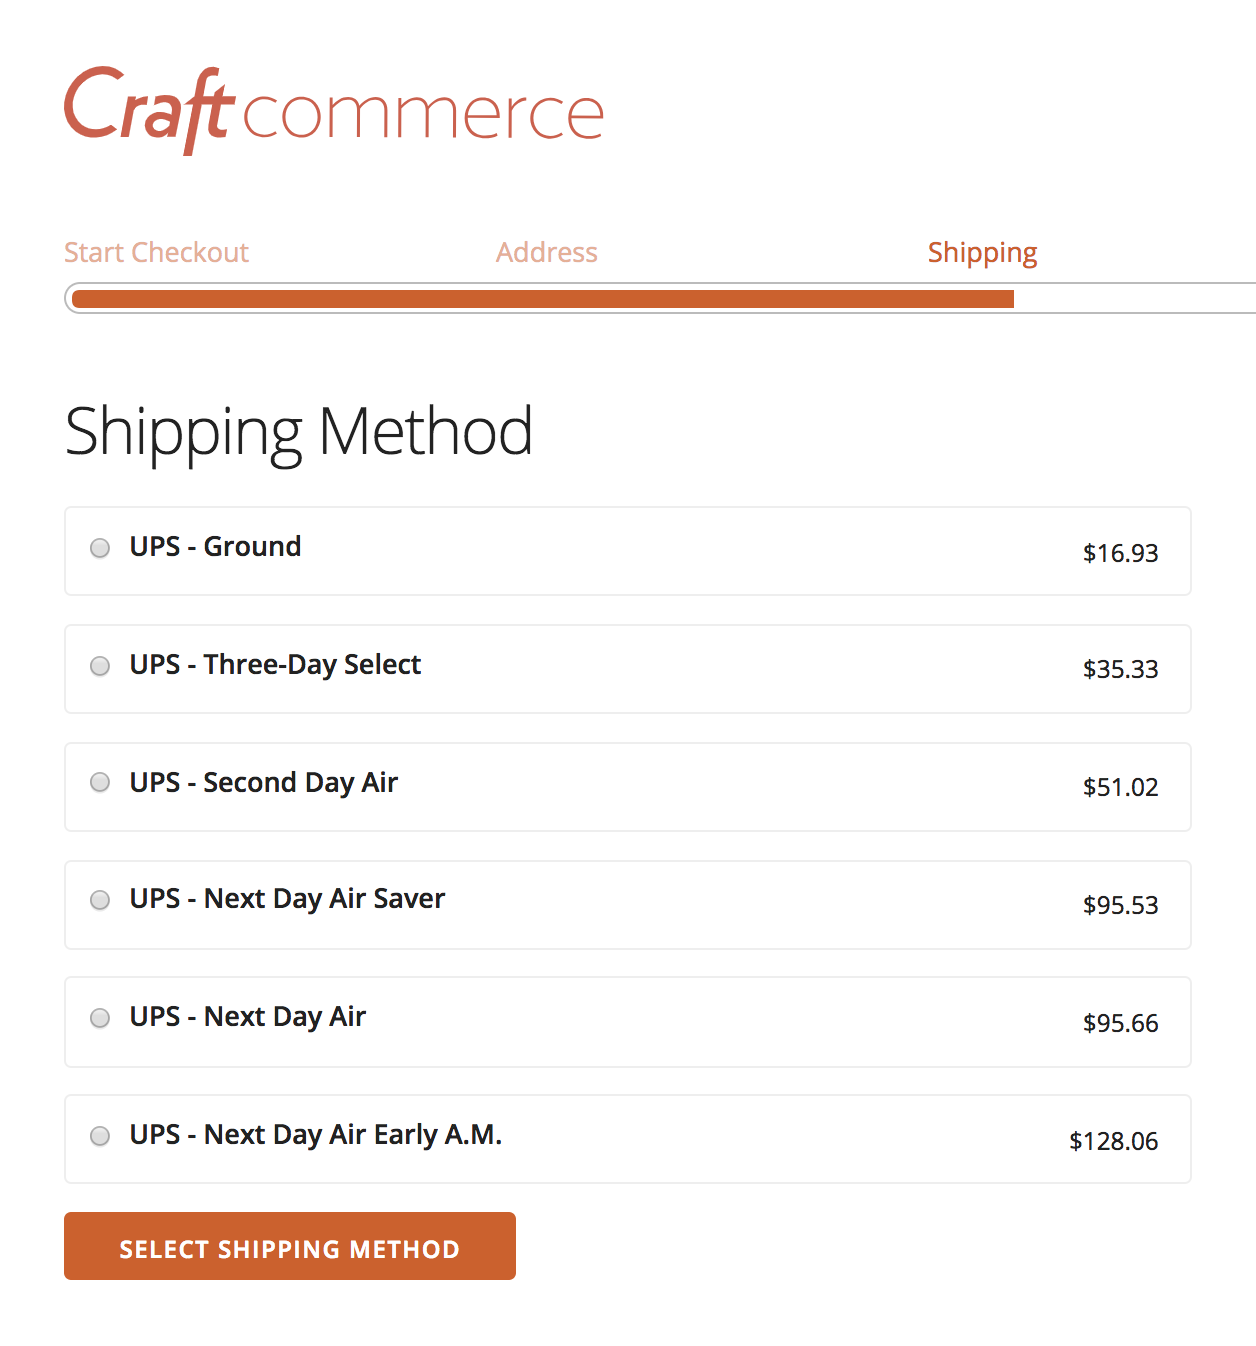 Craft commerce
Start Checkout Address Shipping
Shipping Method
UPS - Ground $16.93
UPS - Three-Day Select $35.33
UPS - Second Day Air $51.02
UPS - Next Day Air Saver $95.53
UPS - Next Day Air $95.66
UPS - Next Day Air Early A.M. $128.06
SELECT SHIPPING METHOD